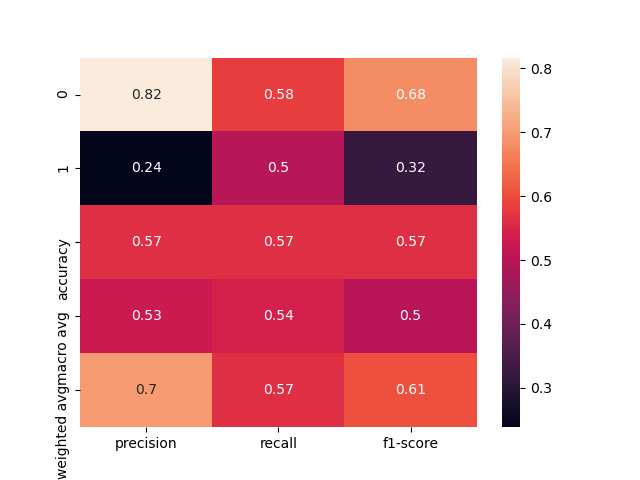 0
0.82 0.58 0.68
1
0.24 0.5 0.32
accuracy
0.57 0.57 0.57
macro avg
0.53 0.54 0.5
weighted avg
0.7 0.57 0.61
precision recall f1-score
0.8
0.7
0.6
0.5
0.4
0.3